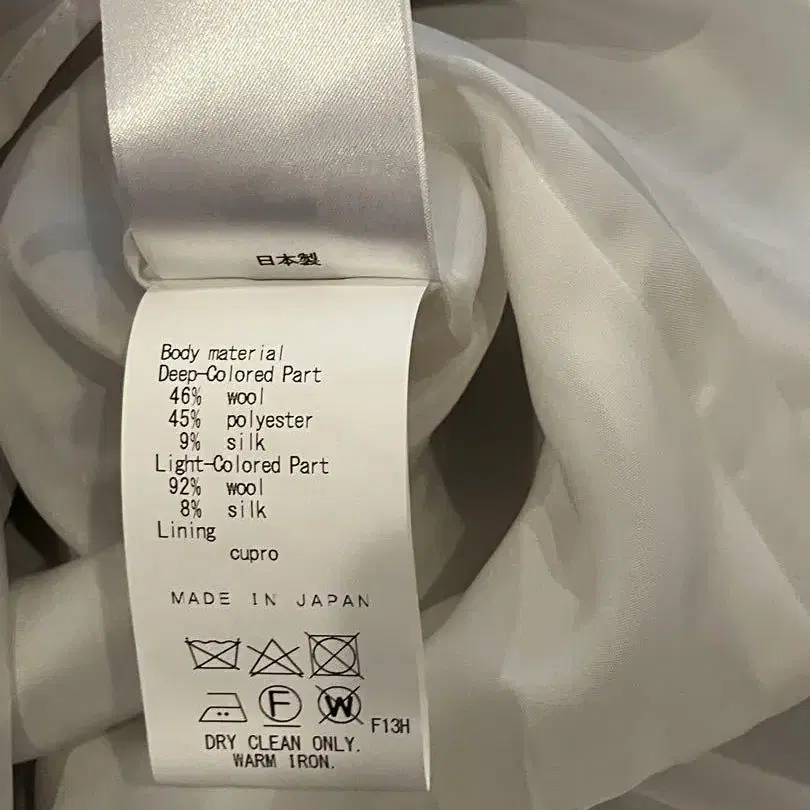 日本製
Body material
Deep-Colored Part
46% wool
45% polyester
9% silk
Light-Colored Part
92% wool
8% silk
Lining
cupro
MADE IN JAPAN
F W
F13H
DRY CLEAN ONLY.
WARM IRON.